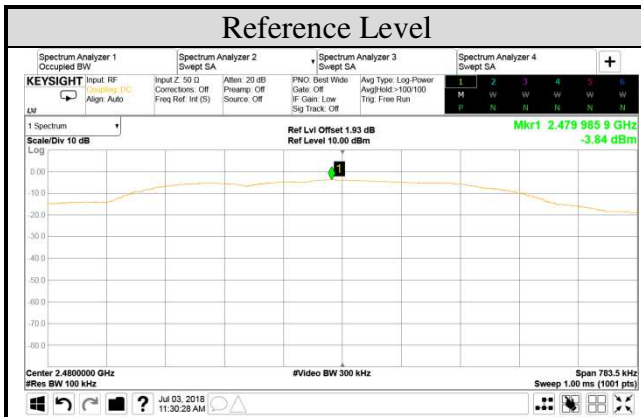 Reference Level
Spectrum Analyzer 1
Occupied BW
Spectrum Analyzer 2
Swept SA
Spectrum Analyzer 3
Swept SA
Spectrum Analyzer 4
Swept SA
KEYSIGHT
LXI
Input: RF
Coupling: DC
Align: Auto
Input Z: 50 Ω
Corrections: Off
Freq Ref: Int (S)
Atten: 20 dB
Preamp: Off
Source: Off
PNO: Best Wide
Gate: Off
IF Gain: Low
Sig Track: Off
Avg Type: Log-Power
Avg|Hold:>100/100
Trig: Free Run
1 2 3 4 5 6
M W W W W W
P N N N N N
1 Spectrum
Scale/Div 10 dB
Ref Lvl Offset 1.93 dB
Ref Level 10.00 dBm
Mkr1 2.479 985 9 GHz
-3.84 dBm
Log
1
0.00
-10.0
-20.0
-30.0
-40.0
-50.0
-60.0
-70.0
-80.0
Center 2.4800000 GHz
#Res BW 100 kHz
#Video BW 300 kHz
Span 783.5 kHz
Sweep 1.00 ms (1001 pts)
?
Jul 03, 2018
11:30:28 AM